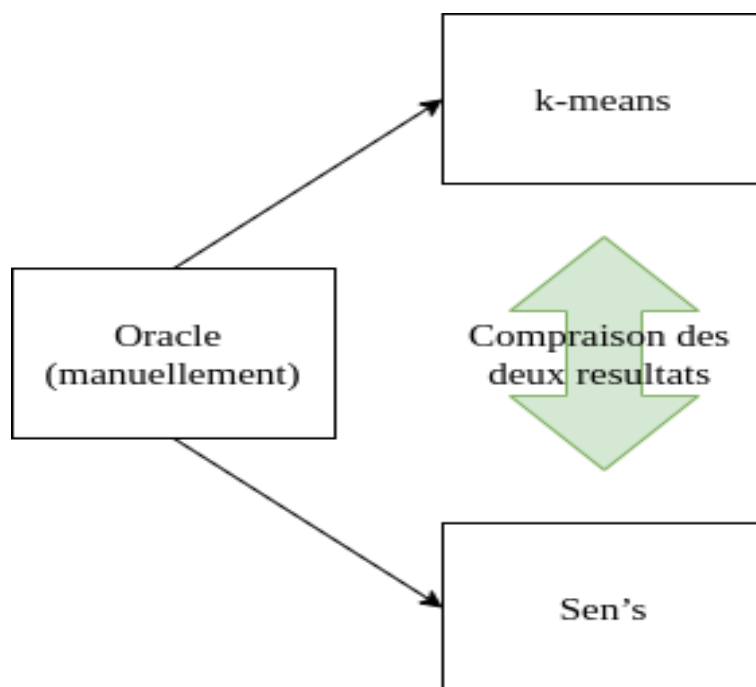 k-means
Oracle
(manuellement)
Compraison des
deux resultats
Sen’s